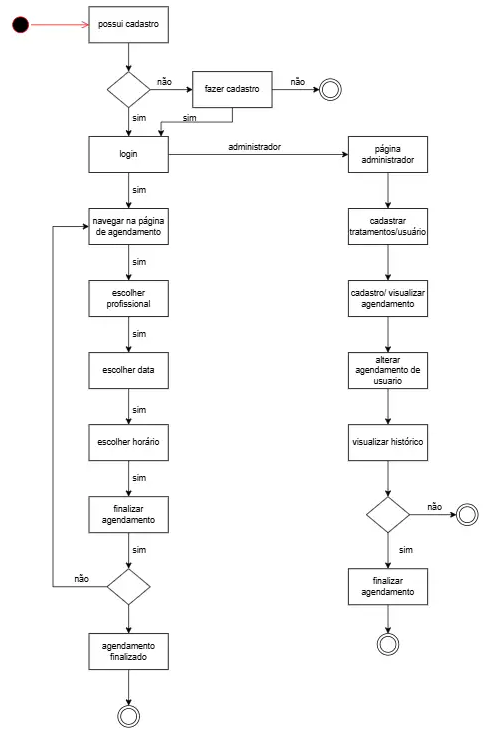 possui cadastro
não
fazer cadastro
não
sim
sim
login
administrador
página
administrador
sim
navegar na página
de agendamento
cadastrar
tratamentos/usuário
sim
escolher
profissional
cadastro/ visualizar
agendamento
sim
escolher data
alterar
agendamento de
usuario
sim
escolher horário
visualizar histórico
sim
finalizar
agendamento
não
sim
sim
não
finalizar
agendamento
agendamento
finalizado